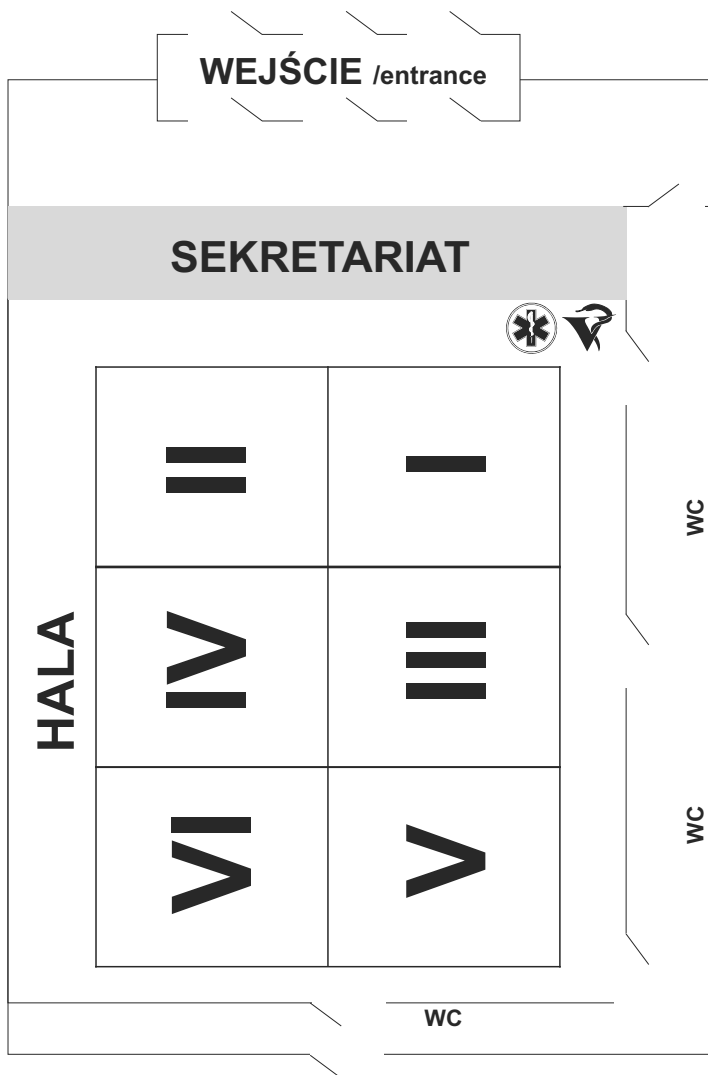 WEJŚCIE /entrance
SEKRETARIAT
II
I
WC
HALA
IV
III
VI
V
WC
WC